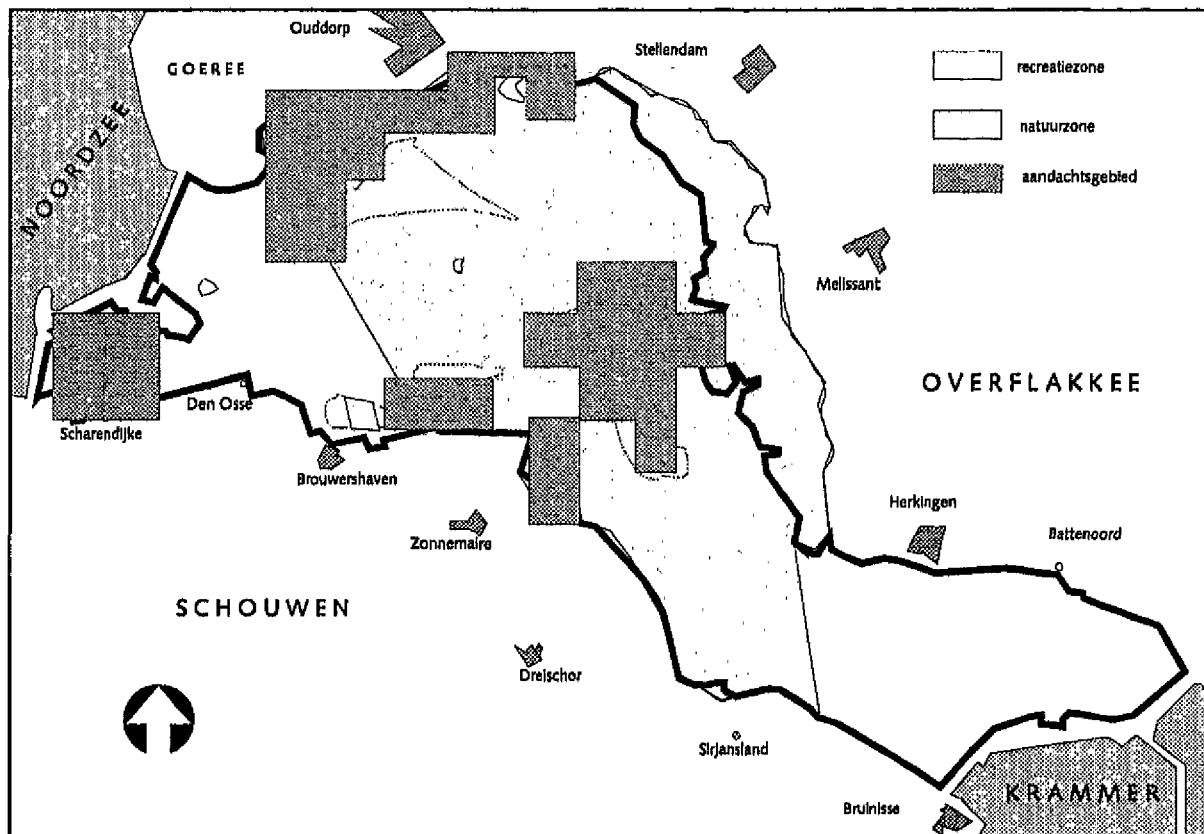 Ouddorp
Stellendam
GOEREE
recreatiezone
NOORDZEE
natuurzone
aandachtsgebied
Melissant
OVERFLAKKEE
Den Osse
Scharendijke
Brouwershaven
Herkingen
Battenoord
Zonnemaire
SCHOUWEN
Dreischor
Sirjansland
KRAMMER
Bruinisse